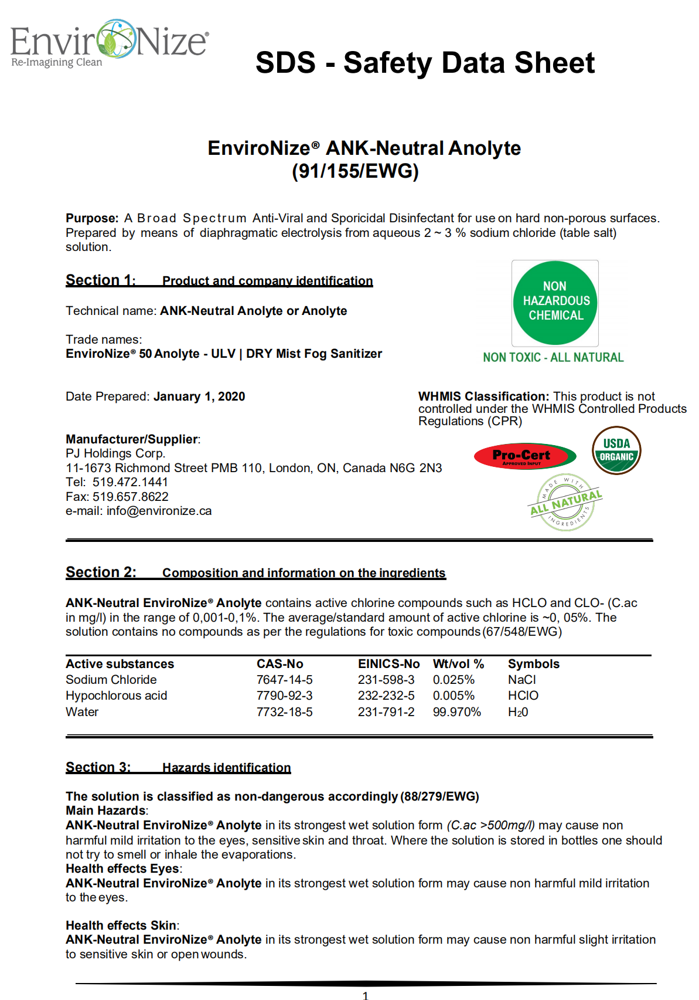 EnvirONize®
Re-Imagining Clean
SDS - Safety Data Sheet
EnviroNize® ANK-Neutral Anolyte
(91/155/EWG)
Purpose: A Broad Spectrum Anti-Viral and Sporicidal Disinfectant for use on hard non-porous surfaces.
Prepared by means of diaphragmatic electrolysis from aqueous 2 ~ 3 % sodium chloride (table salt)
solution.
Section 1: Product and company identification
NON
HAZARDOUS
CHEMICAL
NON TOXIC - ALL NATURAL
Technical name: ANK-Neutral Anolyte or Anolyte
Trade names:
EnviroNize® 50 Anolyte - ULV | DRY Mist Fog Sanitizer
Date Prepared: January 1, 2020
WHMIS Classification: This product is not
controlled under the WHMIS Controlled Products
Regulations (CPR)
Manufacturer/Supplier:
PJ Holdings Corp.
11-1673 Richmond Street PMB 110, London, ON, Canada N6G 2N3
Tel: 519.472.1441
Fax: 519.657.8622
e-mail: info@environize.ca
Pro-Cert
APPROVED INPUT
USDA
ORGANIC
MADE WITH
ALL NATURAL
INGREDIENTS
Section 2: Composition and information on the ingredients
ANK-Neutral EnviroNize® Anolyte contains active chlorine compounds such as HCLO and CLO- (C.ac
in mg/l) in the range of 0,001-0,1%. The average/standard amount of active chlorine is ~0, 05%. The
solution contains no compounds as per the regulations for toxic compounds (67/548/EWG)
Active substances CAS-No EINICS-No Wt/vol % Symbols
Sodium Chloride 7647-14-5 231-598-3 0.025% NaCl
Hypochlorous acid 7790-92-3 232-232-5 0.005% HClO
Water 7732-18-5 231-791-2 99.970% H₂0
Section 3: Hazards identification
The solution is classified as non-dangerous accordingly (88/279/EWG)
Main Hazards:
ANK-Neutral EnviroNize® Anolyte in its strongest wet solution form (C.ac >500mg/l) may cause non
harmful mild irritation to the eyes, sensitive skin and throat. Where the solution is stored in bottles one should
not try to smell or inhale the evaporations.
Health effects Eyes:
ANK-Neutral EnviroNize® Anolyte in its strongest wet solution form may cause non harmful mild irritation
to the eyes.
Health effects Skin:
ANK-Neutral EnviroNize® Anolyte in its strongest wet solution form may cause non harmful slight irritation
to sensitive skin or open wounds.
1